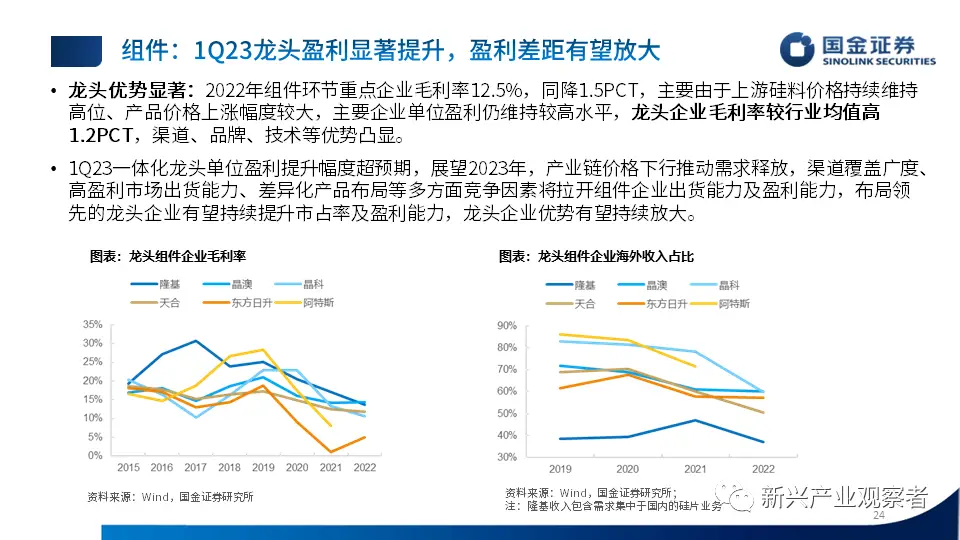 组件：1Q23龙头盈利显著提升，盈利差距有望放大
国金证券
SINOLINK SECURITIES
• 龙头优势显著：2022年组件环节重点企业毛利率12.5%，同降1.5PCT，主要由于上游硅料价格持续维持
高位、产品价格上涨幅度较大，主要企业单位盈利仍维持较高水平，龙头企业毛利率较行业均值高
1.2PCT，渠道、品牌、技术等优势凸显。
• 1Q23一体化龙头单位盈利提升幅度超预期，展望2023年，产业链价格下行推动需求释放，渠道覆盖广度、
高盈利市场出货能力、差异化产品布局等多方面竞争因素将拉开组件企业出货能力及盈利能力，布局领
先的龙头企业有望持续提升市占率及盈利能力，龙头企业优势有望持续放大。
图表：龙头组件企业毛利率
隆基 晶澳 晶科
天合 东方日升 阿特斯
35%
30%
25%
20%
15%
10%
5%
0%
2015 2016 2017 2018 2019 2020 2021 2022
资料来源：Wind，国金证券研究所
图表：龙头组件企业海外收入占比
隆基 晶澳 晶科
天合 东方日升 阿特斯
90%
80%
70%
60%
50%
40%
30%
2019 2020 2021 2022
资料来源：Wind，国金证券研究所；
注：隆基收入包含需求集中于国内的硅片业务
新兴产业观察者
24